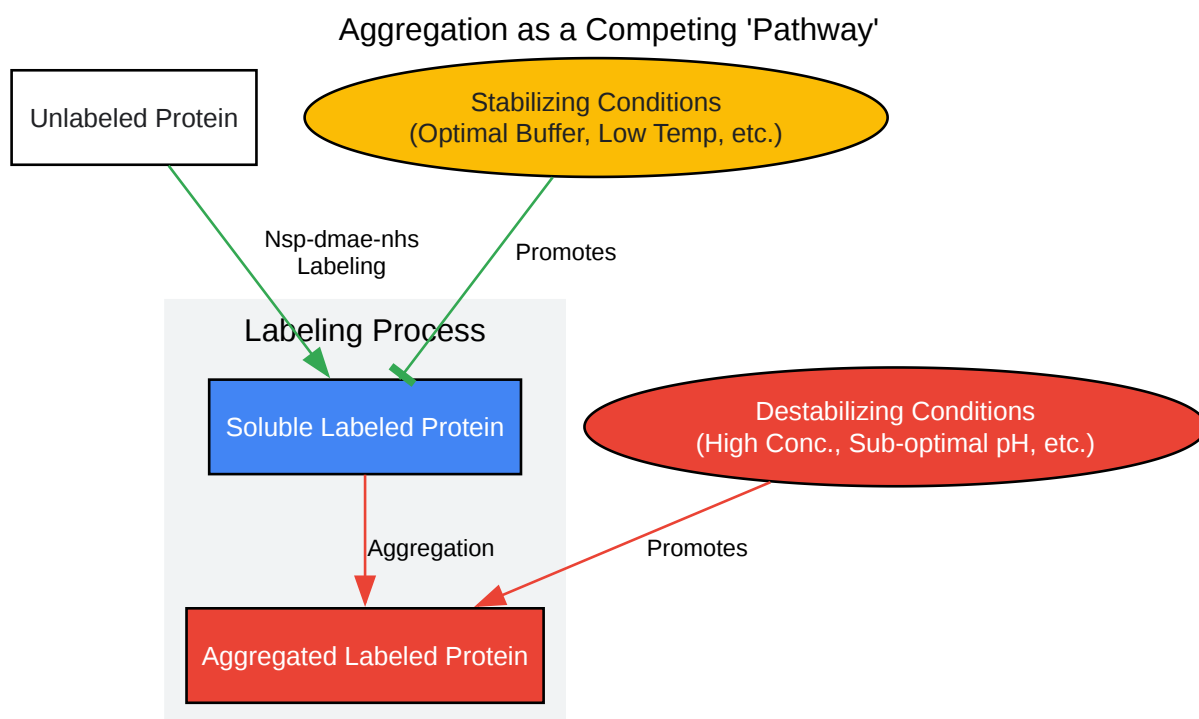 Aggregation as a Competing 'Pathway'
Unlabeled Protein
Stabilizing Conditions
(Optimal Buffer, Low Temp, etc.)
Nsp-dmae-nhs
Labeling
Promotes
Labeling Process
Soluble Labeled Protein
Destabilizing Conditions
(High Conc., Sub-optimal pH, etc.)
Aggregation
Promotes
Aggregated Labeled Protein